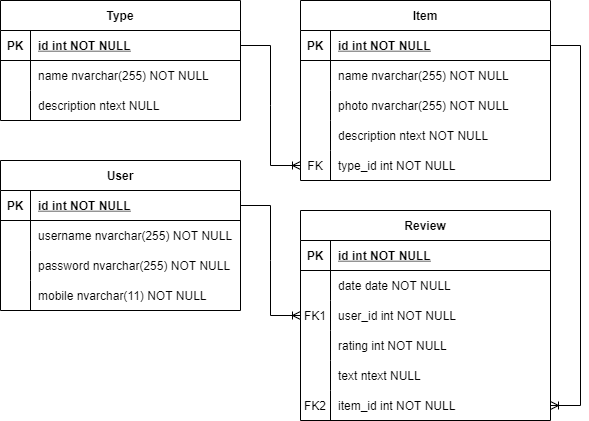 Type
PK id int NOT NULL
name nvarchar(255) NOT NULL
description ntext NULL
Item
PK id int NOT NULL
name nvarchar(255) NOT NULL
photo nvarchar(255) NOT NULL
description ntext NOT NULL
FK type_id int NOT NULL
User
PK id int NOT NULL
username nvarchar(255) NOT NULL
password nvarchar(255) NOT NULL
mobile nvarchar(11) NOT NULL
Review
PK id int NOT NULL
date date NOT NULL
FK1 user_id int NOT NULL
rating int NOT NULL
text ntext NULL
FK2 item_id int NOT NULL